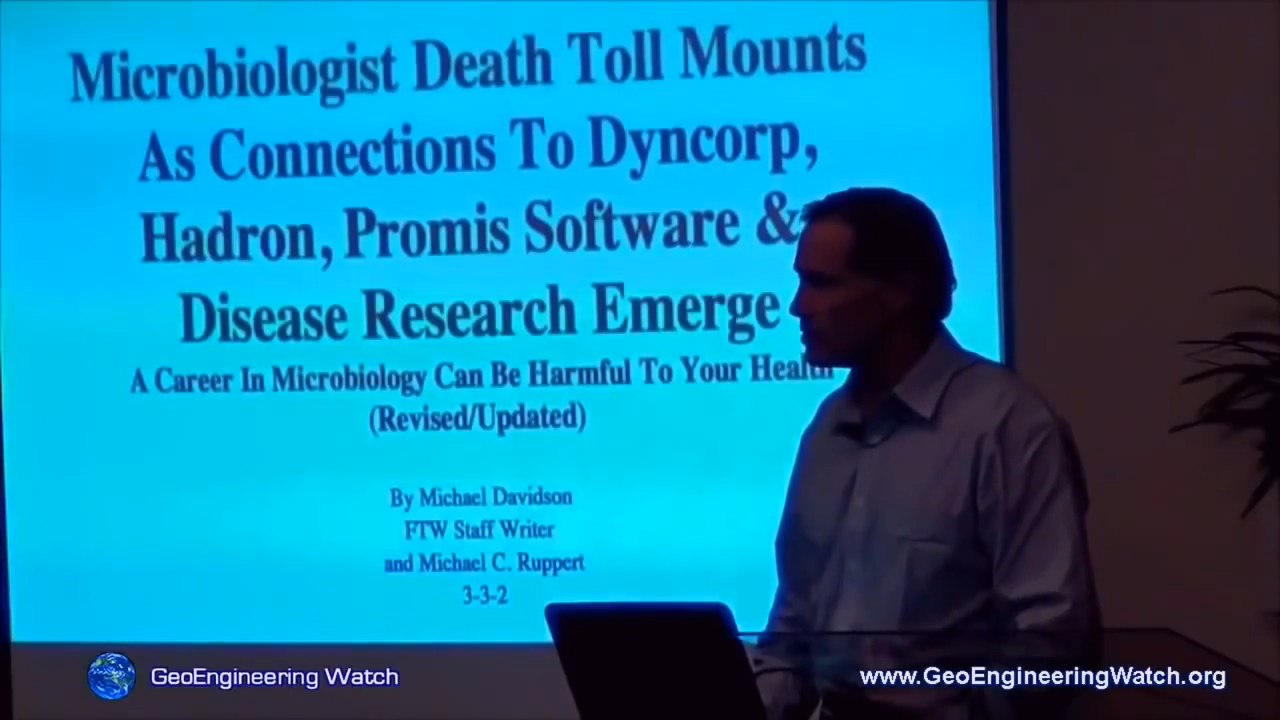 Microbiologist Death Toll Mounts
As Connections To Dyncorp,
Hadron, Promis Software &
Disease Research Emerge
A Career In Microbiology Can Be Harmful To Your Health
(Revised/Updated)
By Michael Davidson
FTW Staff Writer
and Michael C. Ruppert
3-3-2
GeoEngineering Watch
www.GeoEngineeringWatch.org